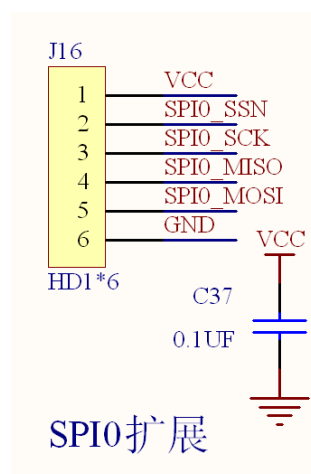 J16
1 VCC
2 SPI0_SSN
3 SPI0_SCK
4 SPI0_MISO
5 SPI0_MOSI
6 GND
HD1*6
VCC
C37
0.1UF
SPI0扩展